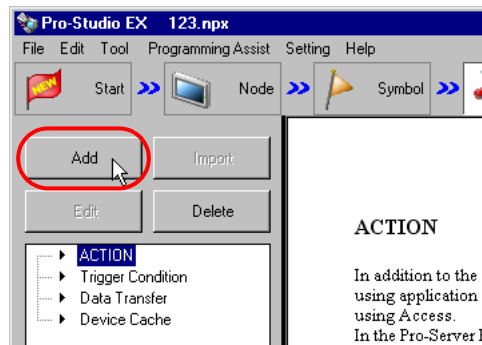 Pro-Studio EX 123.npx
File Edit Tool Programming Assist Setting Help
NEW Start Node Symbol
Add Import
Edit Delete
ACTION
Trigger Condition
Data Transfer
Device Cache
ACTION
In addition to the
using application
using Access.
In the Pro-Server